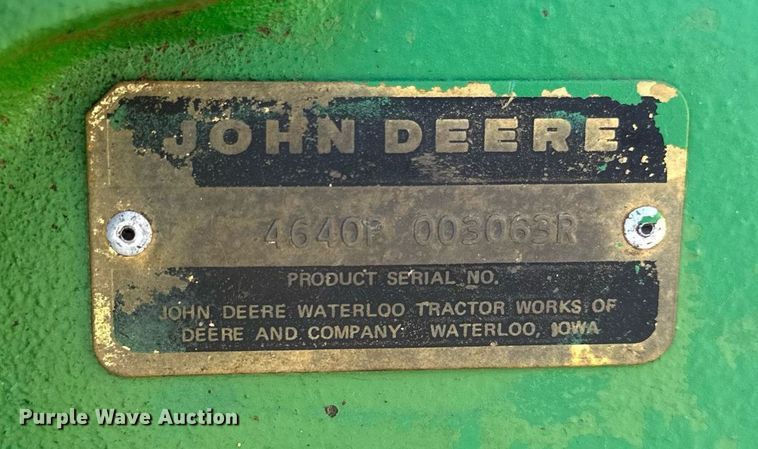 JOHN DEERE
4640P 003063R
PRODUCT SERIAL NO.
JOHN DEERE WATERLOO TRACTOR WORKS OF
DEERE AND COMPANY WATERLOO, IOWA
Purple Wave Auction